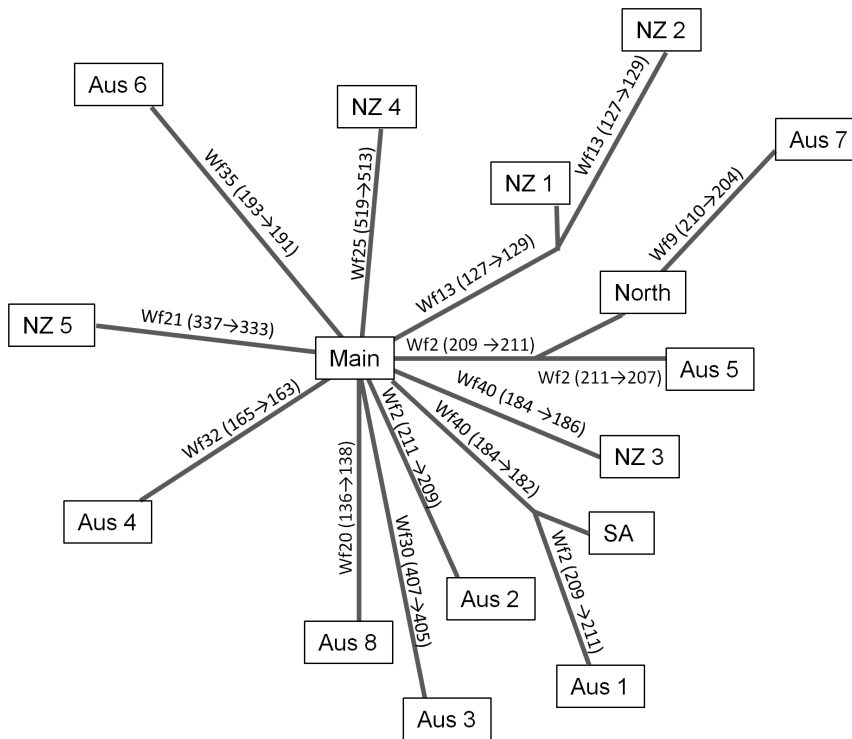 NZ 2
Aus 6
NZ 4
Wf13 (127→129)
Aus 7
NZ 1
Wf35 (193→191)
Wf25 (519→513)
Wf9 (210→204)
Wf13 (127→129)
North
NZ 5
Wf21 (337→333)
Main
Wf2 (209 →211)
Wf2 (211→207)
Aus 5
Wf40 (184 →186)
NZ 3
Wf32 (165→163)
Wf2 (211 →209)
Wf40 (184→182)
Aus 4
Wf20 (136→138)
Wf30 (407→405)
SA
Wf2 (209 →211)
Aus 2
Aus 8
Aus 1
Aus 3